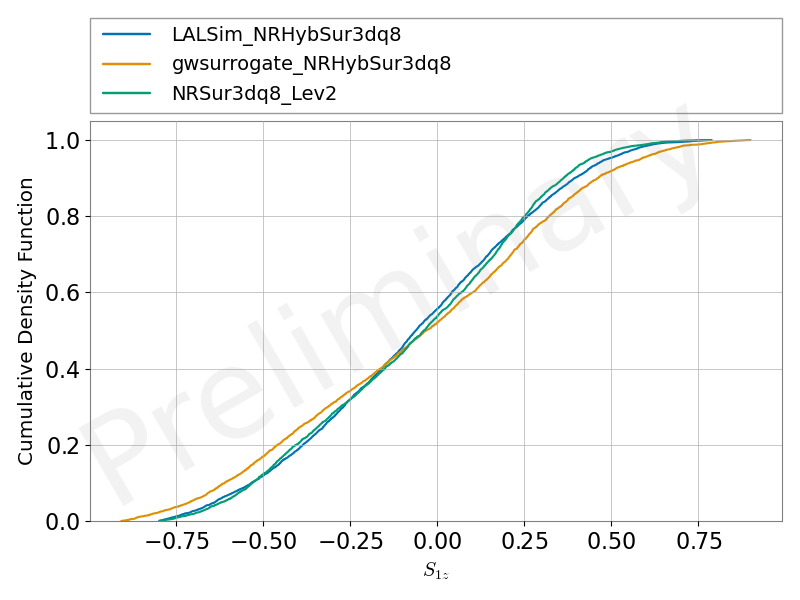 LALSim_NRHybSur3dq8
gwsurrogate_NRHybSur3dq8
NRSur3dq8_Lev2
Preliminary
Cumulative Density Function
1.0
0.8
0.6
0.4
0.2
0.0
−0.75 −0.50 −0.25 0.00 0.25 0.50 0.75
S1z